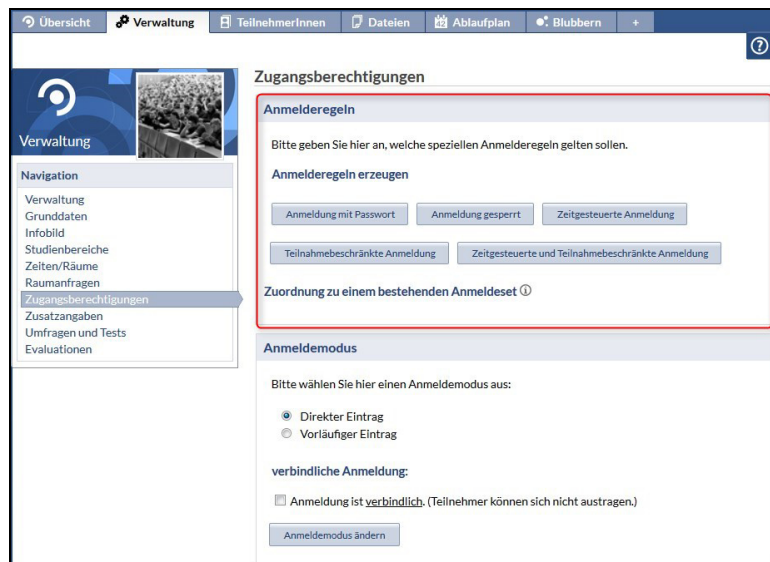 Übersicht
Verwaltung
TeilnehmerInnen
Dateien
Ablaufplan
Blubbern
+
?
Verwaltung
Navigation
Verwaltung
Grunddaten
Infobild
Studienbereiche
Zeiten/Räume
Raumanfragen
Zugangsberechtigungen
Zusatzangaben
Umfragen und Tests
Evaluationen
Zugangsberechtigungen
Anmelderegeln
Bitte geben Sie hier an, welche speziellen Anmelderegeln gelten sollen.
Anmelderegeln erzeugen
Anmeldung mit Passwort
Anmeldung gesperrt
Zeitgesteuerte Anmeldung
Teilnahmebeschränkte Anmeldung
Zeitgesteuerte und Teilnahmebeschränkte Anmeldung
Zuordnung zu einem bestehenden Anmeldeset
Anmeldemodus
Bitte wählen Sie hier einen Anmeldemodus aus:
Direkter Eintrag
Vorläufiger Eintrag
verbindliche Anmeldung:
Anmeldung ist verbindlich. (Teilnehmer können sich nicht austragen.)
Anmeldemodus ändern